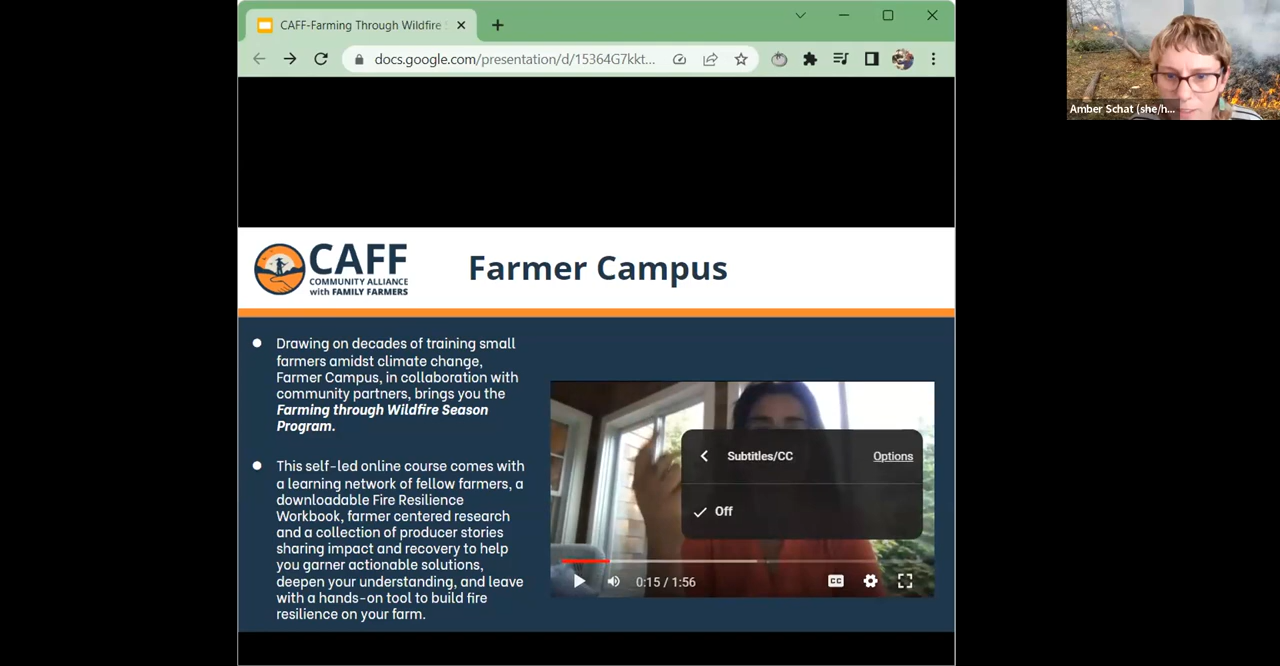 CAFF-Farming Through Wildfire S
docs.google.com/presentation/d/15364G7kkt...
Amber Schat (she/h...
CAFF
COMMUNITY ALLIANCE
with FAMILY FARMERS
Farmer Campus
Drawing on decades of training small
farmers amidst climate change,
Farmer Campus, in collaboration with
community partners, brings you the
Farming through Wildfire Season
Program.
This self-led online course comes with
a learning network of fellow farmers, a
downloadable Fire Resilience
Workbook, farmer centered research
and a collection of producer stories
sharing impact and recovery to help
you garner actionable solutions,
deepen your understanding, and leave
with a hands-on tool to build fire
resilience on your farm.
Subtitles/CC
Options
Off
0:15 / 1:56
CC